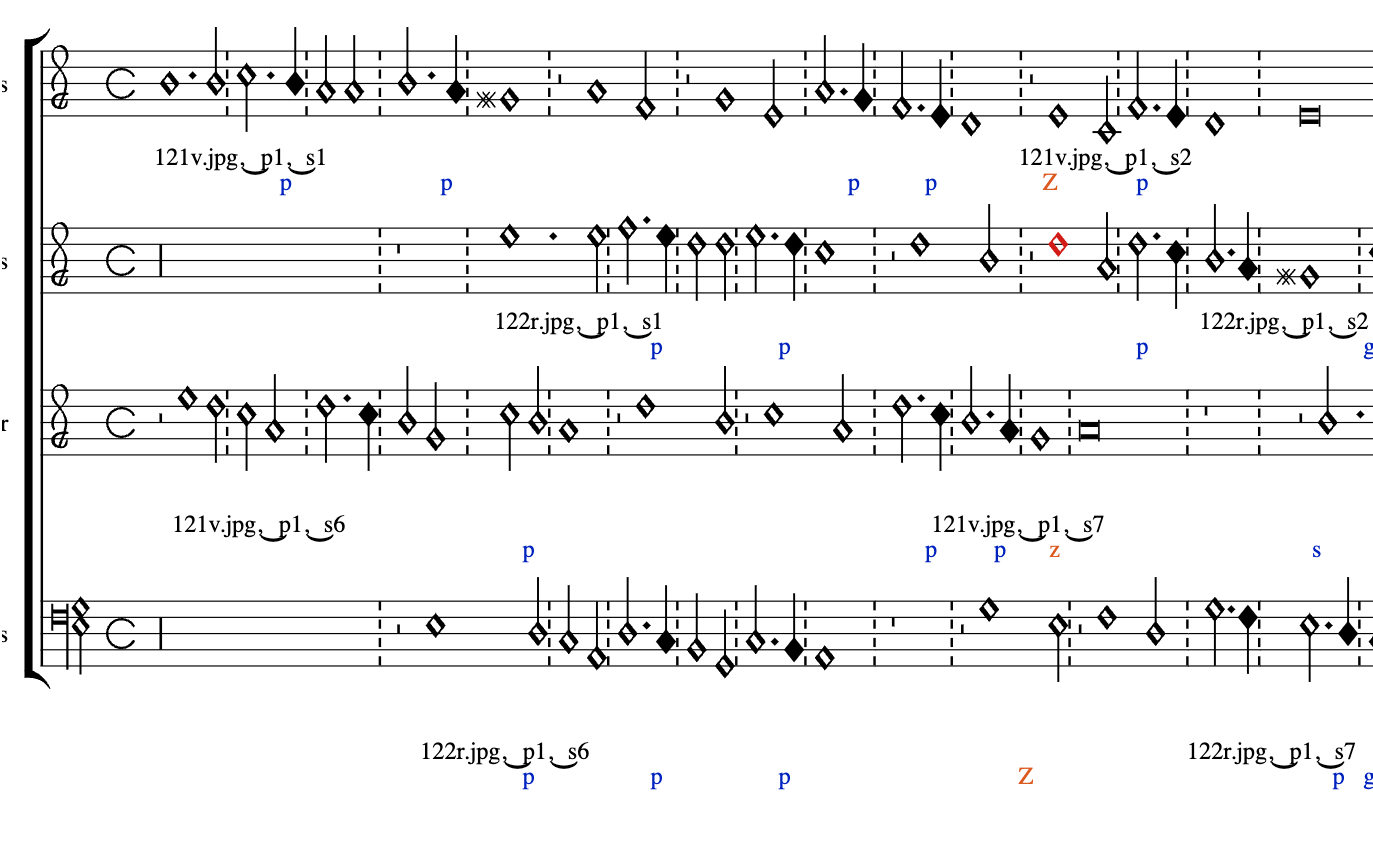 s
121v.jpg, p1, s1 121v.jpg, p1, s2
p p p p Z p
s
122r.jpg, p1, s1 122r.jpg, p1, s2
p p p g
r
121v.jpg, p1, s6 121v.jpg, p1, s7
p p p z s
s
122r.jpg, p1, s6 122r.jpg, p1, s7
p p p Z p g